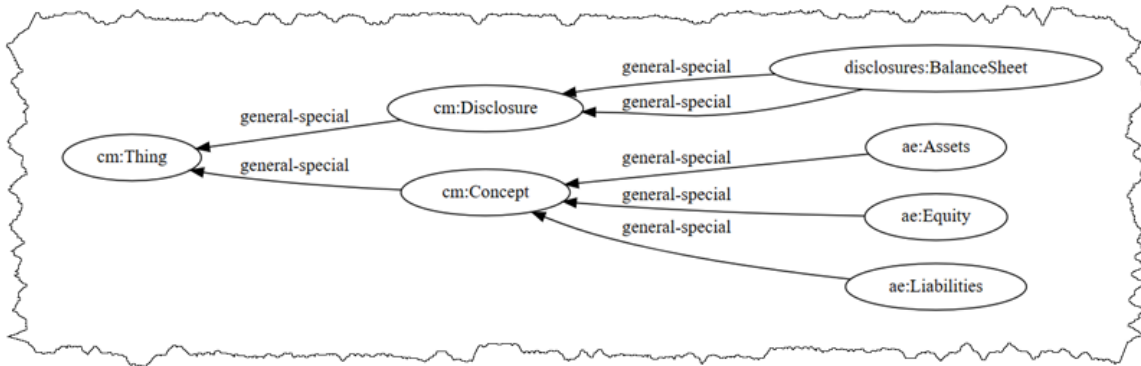 general-special
disclosures:BalanceSheet
cm:Disclosure
general-special
general-special
ae:Assets
cm:Thing
general-special
general-special
cm:Concept
general-special
ae:Equity
general-special
ae:Liabilities